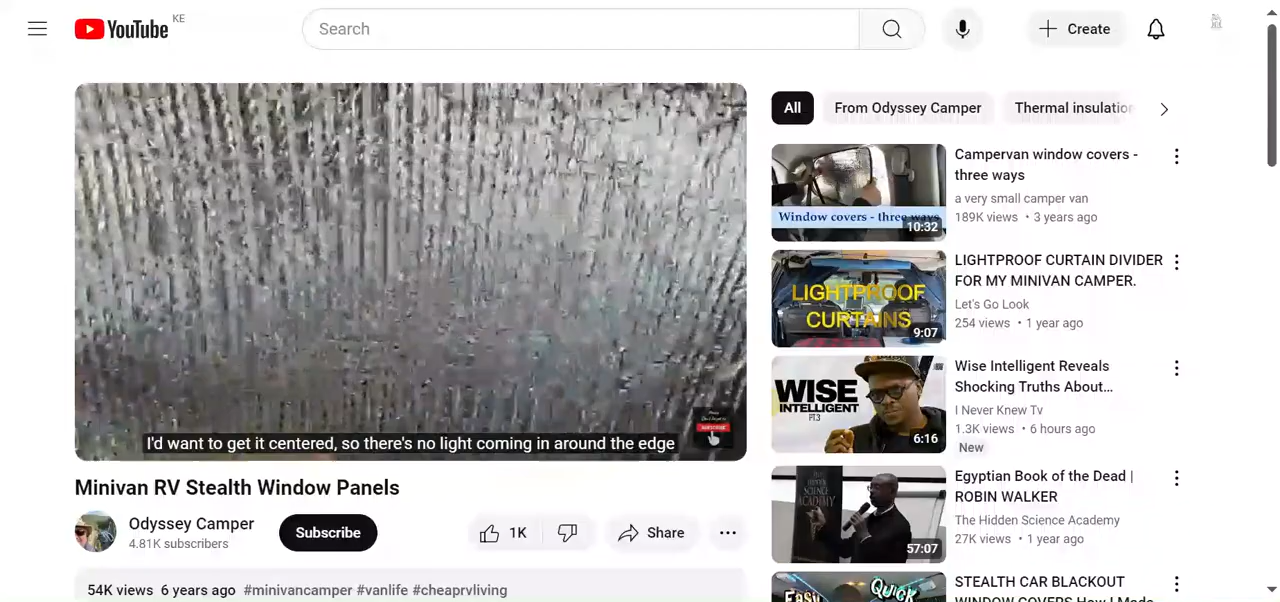 YouTube
KE
Search
Create
I'd want to get it centered, so there's no light coming in around the edge
Minivan RV Stealth Window Panels
Odyssey Camper
4.81K subscribers
Subscribe
1K
Share
54K views 6 years ago #minivancamper #vanlife #cheaprvliving
All
From Odyssey Camper
Thermal insulation
Window covers - three ways
10:32
Campervan window covers -
three ways
a very small camper van
189K views • 3 years ago
LIGHTPROOF
CURTAINS
9:07
LIGHTPROOF CURTAIN DIVIDER
FOR MY MINIVAN CAMPER.
Let's Go Look
254 views • 1 year ago
WISE
INTELLIGENT
PT.3
6:16
Wise Intelligent Reveals
Shocking Truths About...
I Never Knew Tv
1.3K views • 6 hours ago
New
57:07
Egyptian Book of the Dead |
ROBIN WALKER
The Hidden Science Academy
27K views • 1 year ago
Easy
Quick
STEALTH CAR BLACKOUT
WINDOW COVERS How I Made